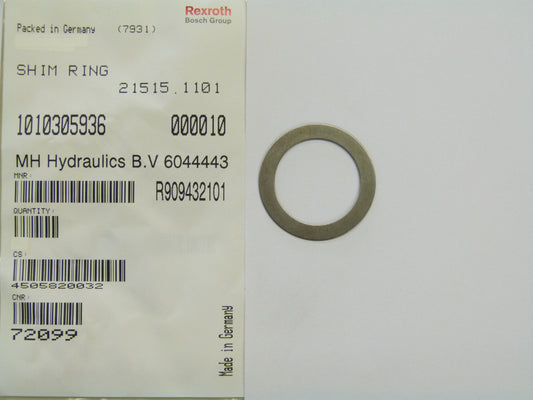 Rexroth
Bosch Group
Packed in Germany (7931)
SHIM RING
21515.1101
1010305936 000010
MH Hydraulics B.V 6044443
MNR:
R909432101
QUANTITY:
CS:
4505820032
CNR:
72099
Made in Germany